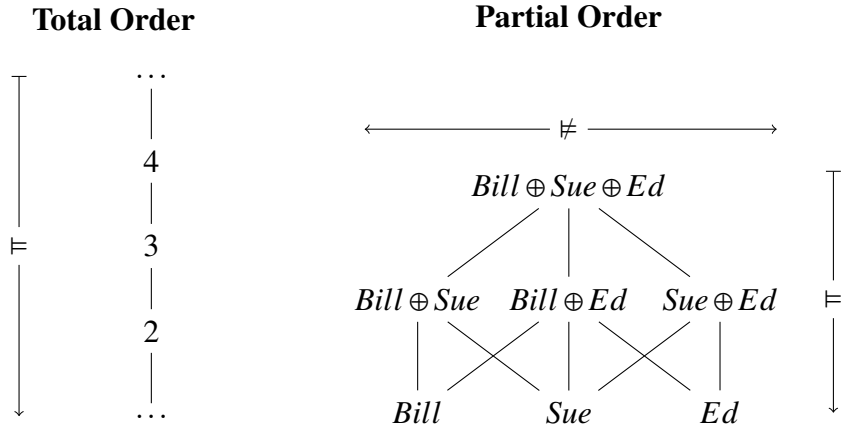 Total Order
Partial Order
...
4
⊨
3
2
...
⊭
Bill ⊕ Sue ⊕ Ed
Bill ⊕ Sue
Bill ⊕ Ed
Sue ⊕ Ed
⊨
Bill
Sue
Ed